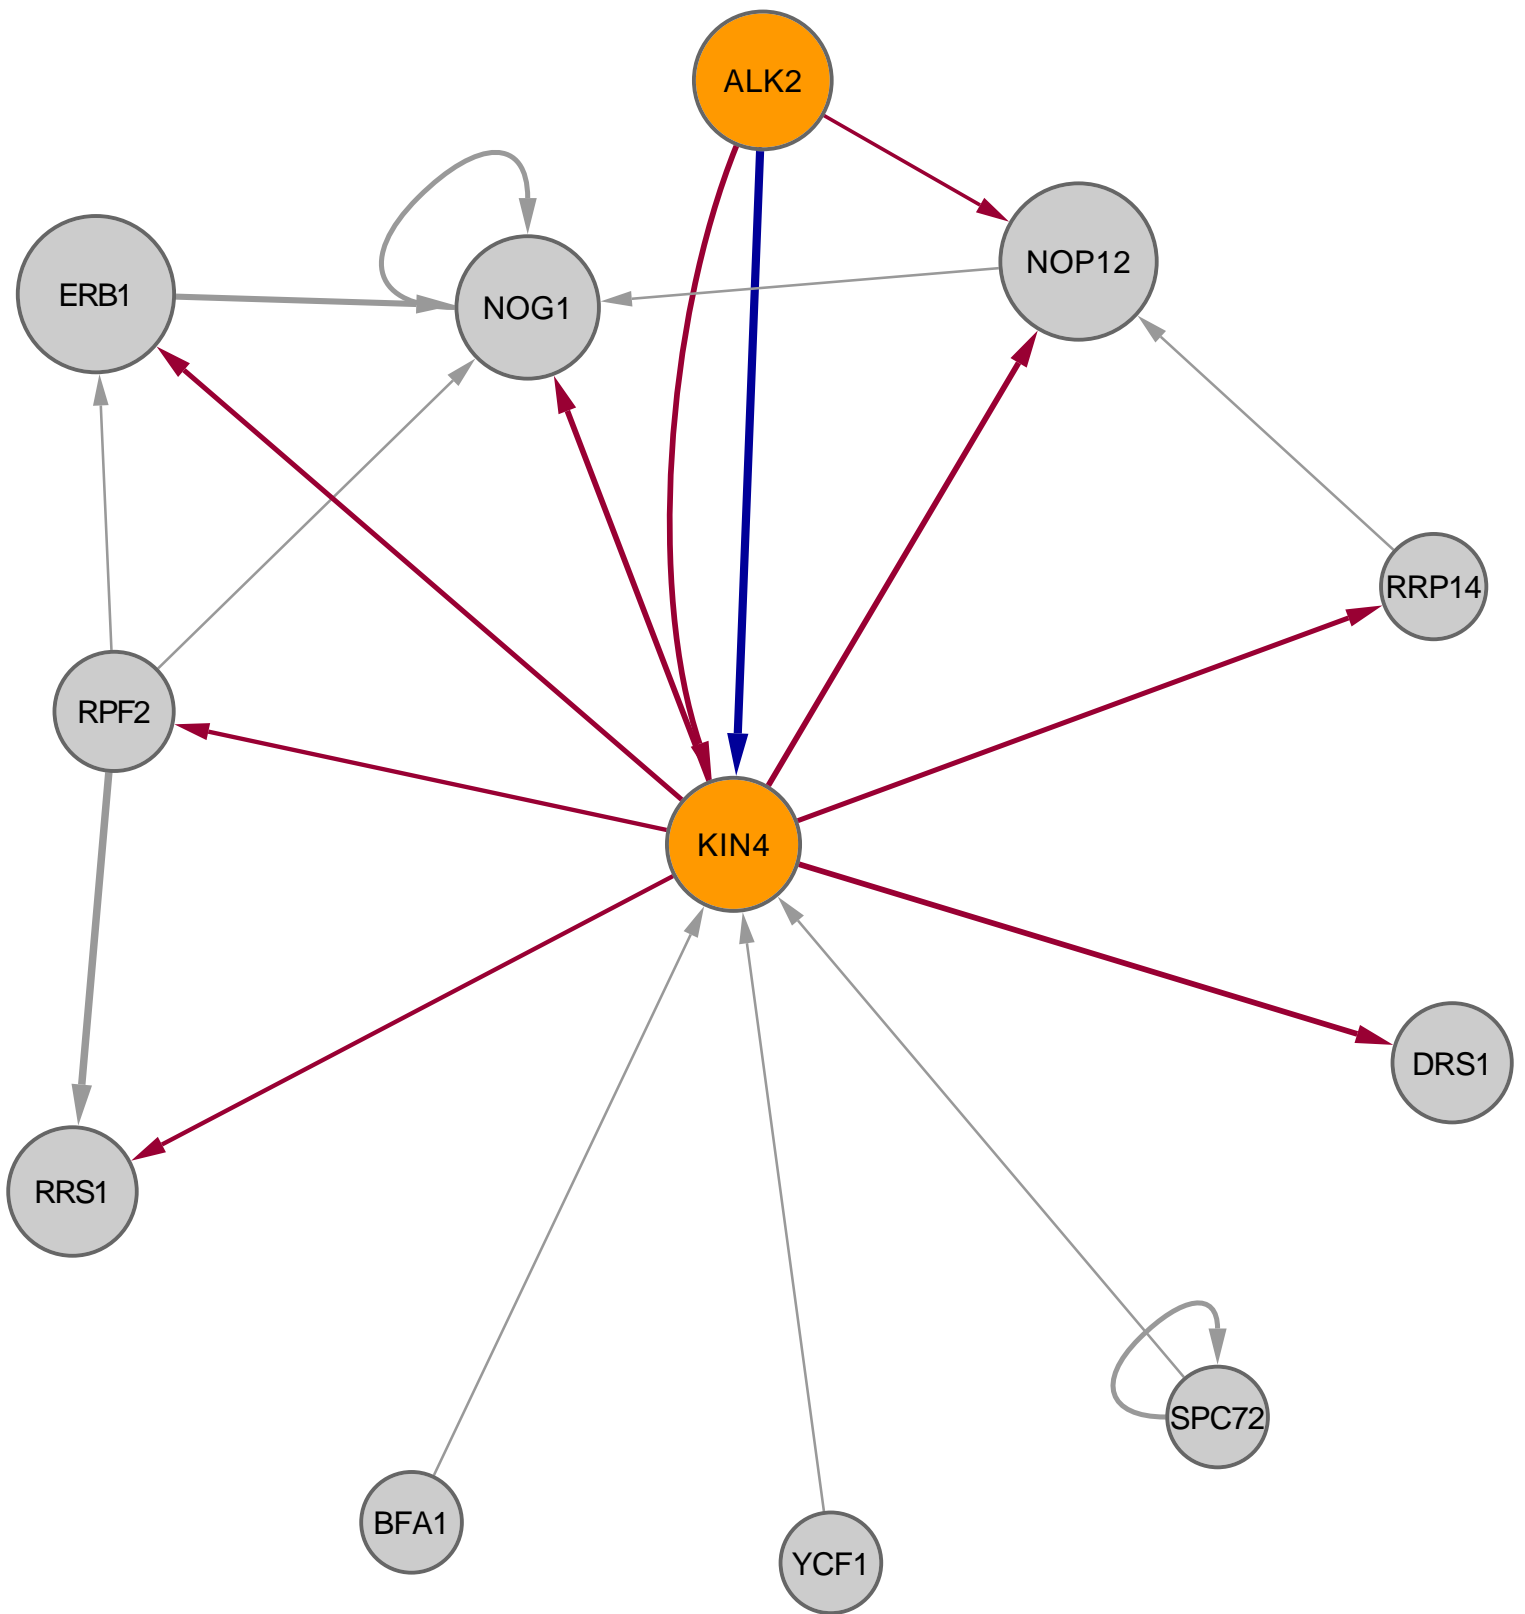 ALK2
NOP12
ERB1
NOG1
RRP14
RPF2
KIN4
DRS1
RRS1
SPC72
BFA1
YCF1